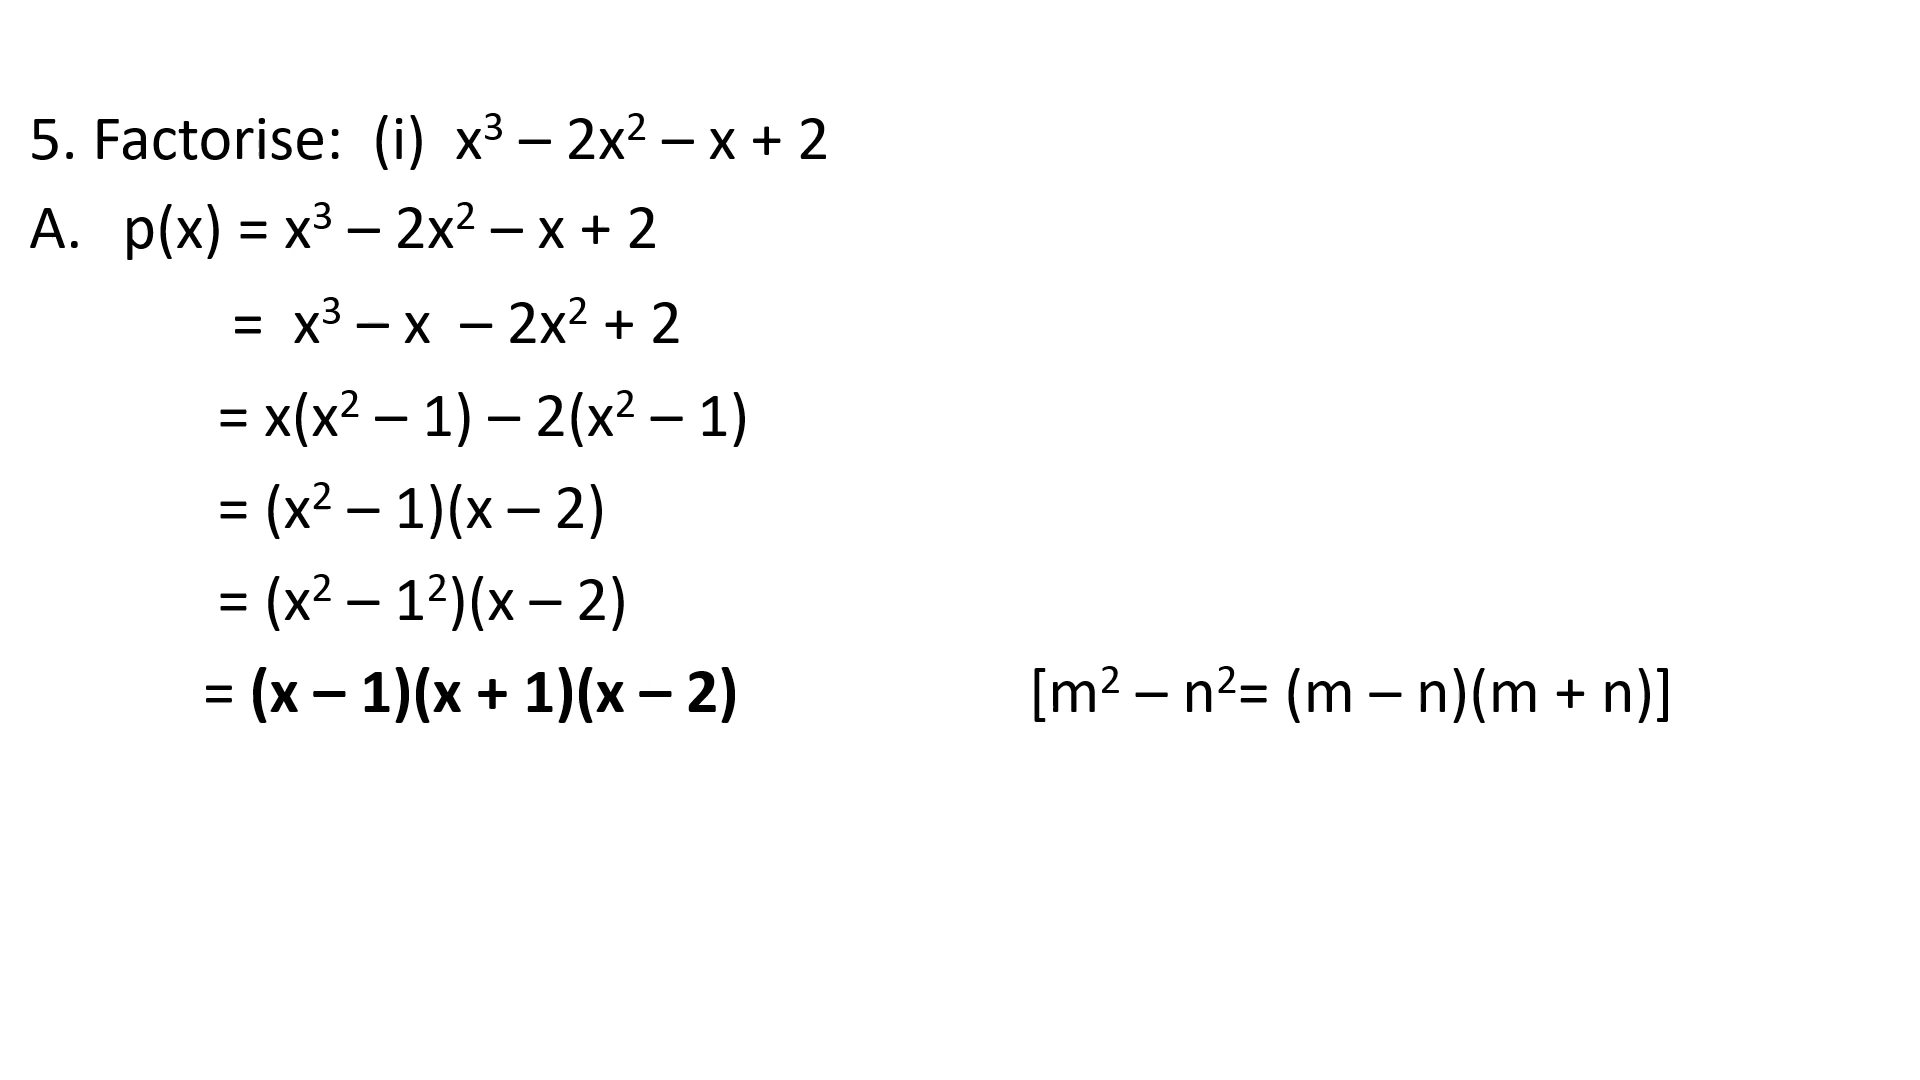 5. Factorise: (i) x³ – 2x² – x + 2
A. p(x) = x³ – 2x² – x + 2
= x³ – x – 2x² + 2
= x(x² – 1) – 2(x² – 1)
= (x² – 1)(x – 2)
= (x² – 1²)(x – 2)
= (x – 1)(x + 1)(x – 2) [m² – n²= (m – n)(m + n)]